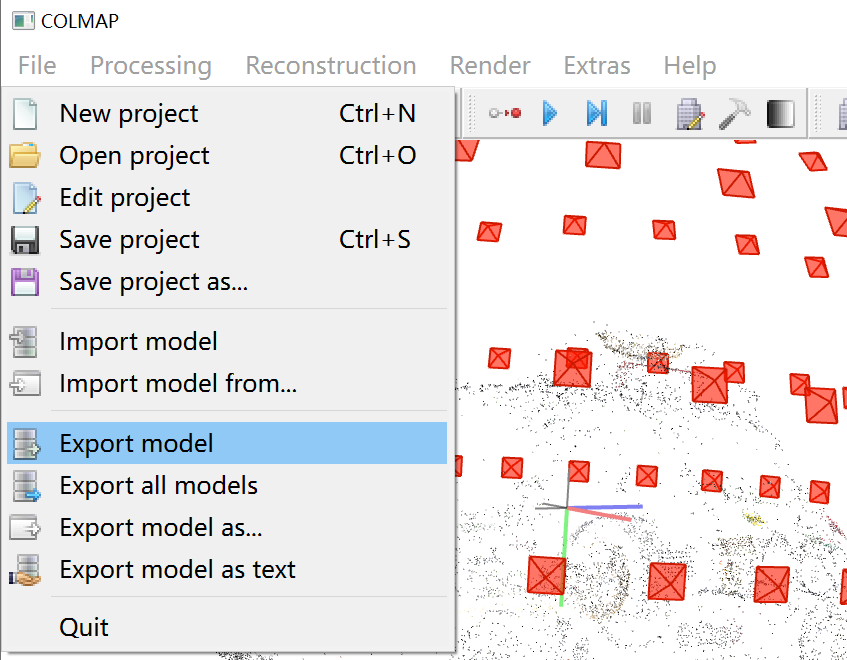 COLMAP
File Processing Reconstruction Render Extras Help
New project Ctrl+N
Open project Ctrl+O
Edit project
Save project Ctrl+S
Save project as...
Import model
Import model from...
Export model
Export all models
Export model as...
Export model as text
Quit